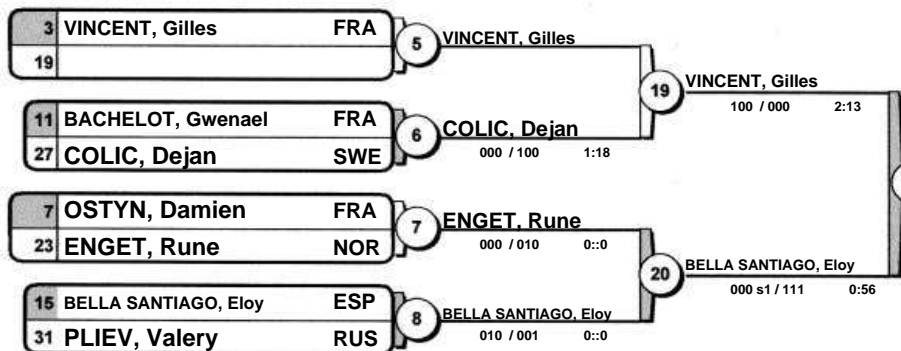 3 VINCENT, Gilles FRA
19
5
VINCENT, Gilles
11 BACHELOT, Gwenael FRA
27 COLIC, Dejan SWE
6
COLIC, Dejan
000 / 100 1:18
19
VINCENT, Gilles
100 / 000 2:13
7 OSTYN, Damien FRA
23 ENGET, Rune NOR
7
ENGET, Rune
000 / 010 0::0
15 BELLA SANTIAGO, Eloy ESP
31 PLIEV, Valery RUS
8
BELLA SANTIAGO, Eloy
010 / 001 0::0
20
BELLA SANTIAGO, Eloy
000 s1 / 111 0:56